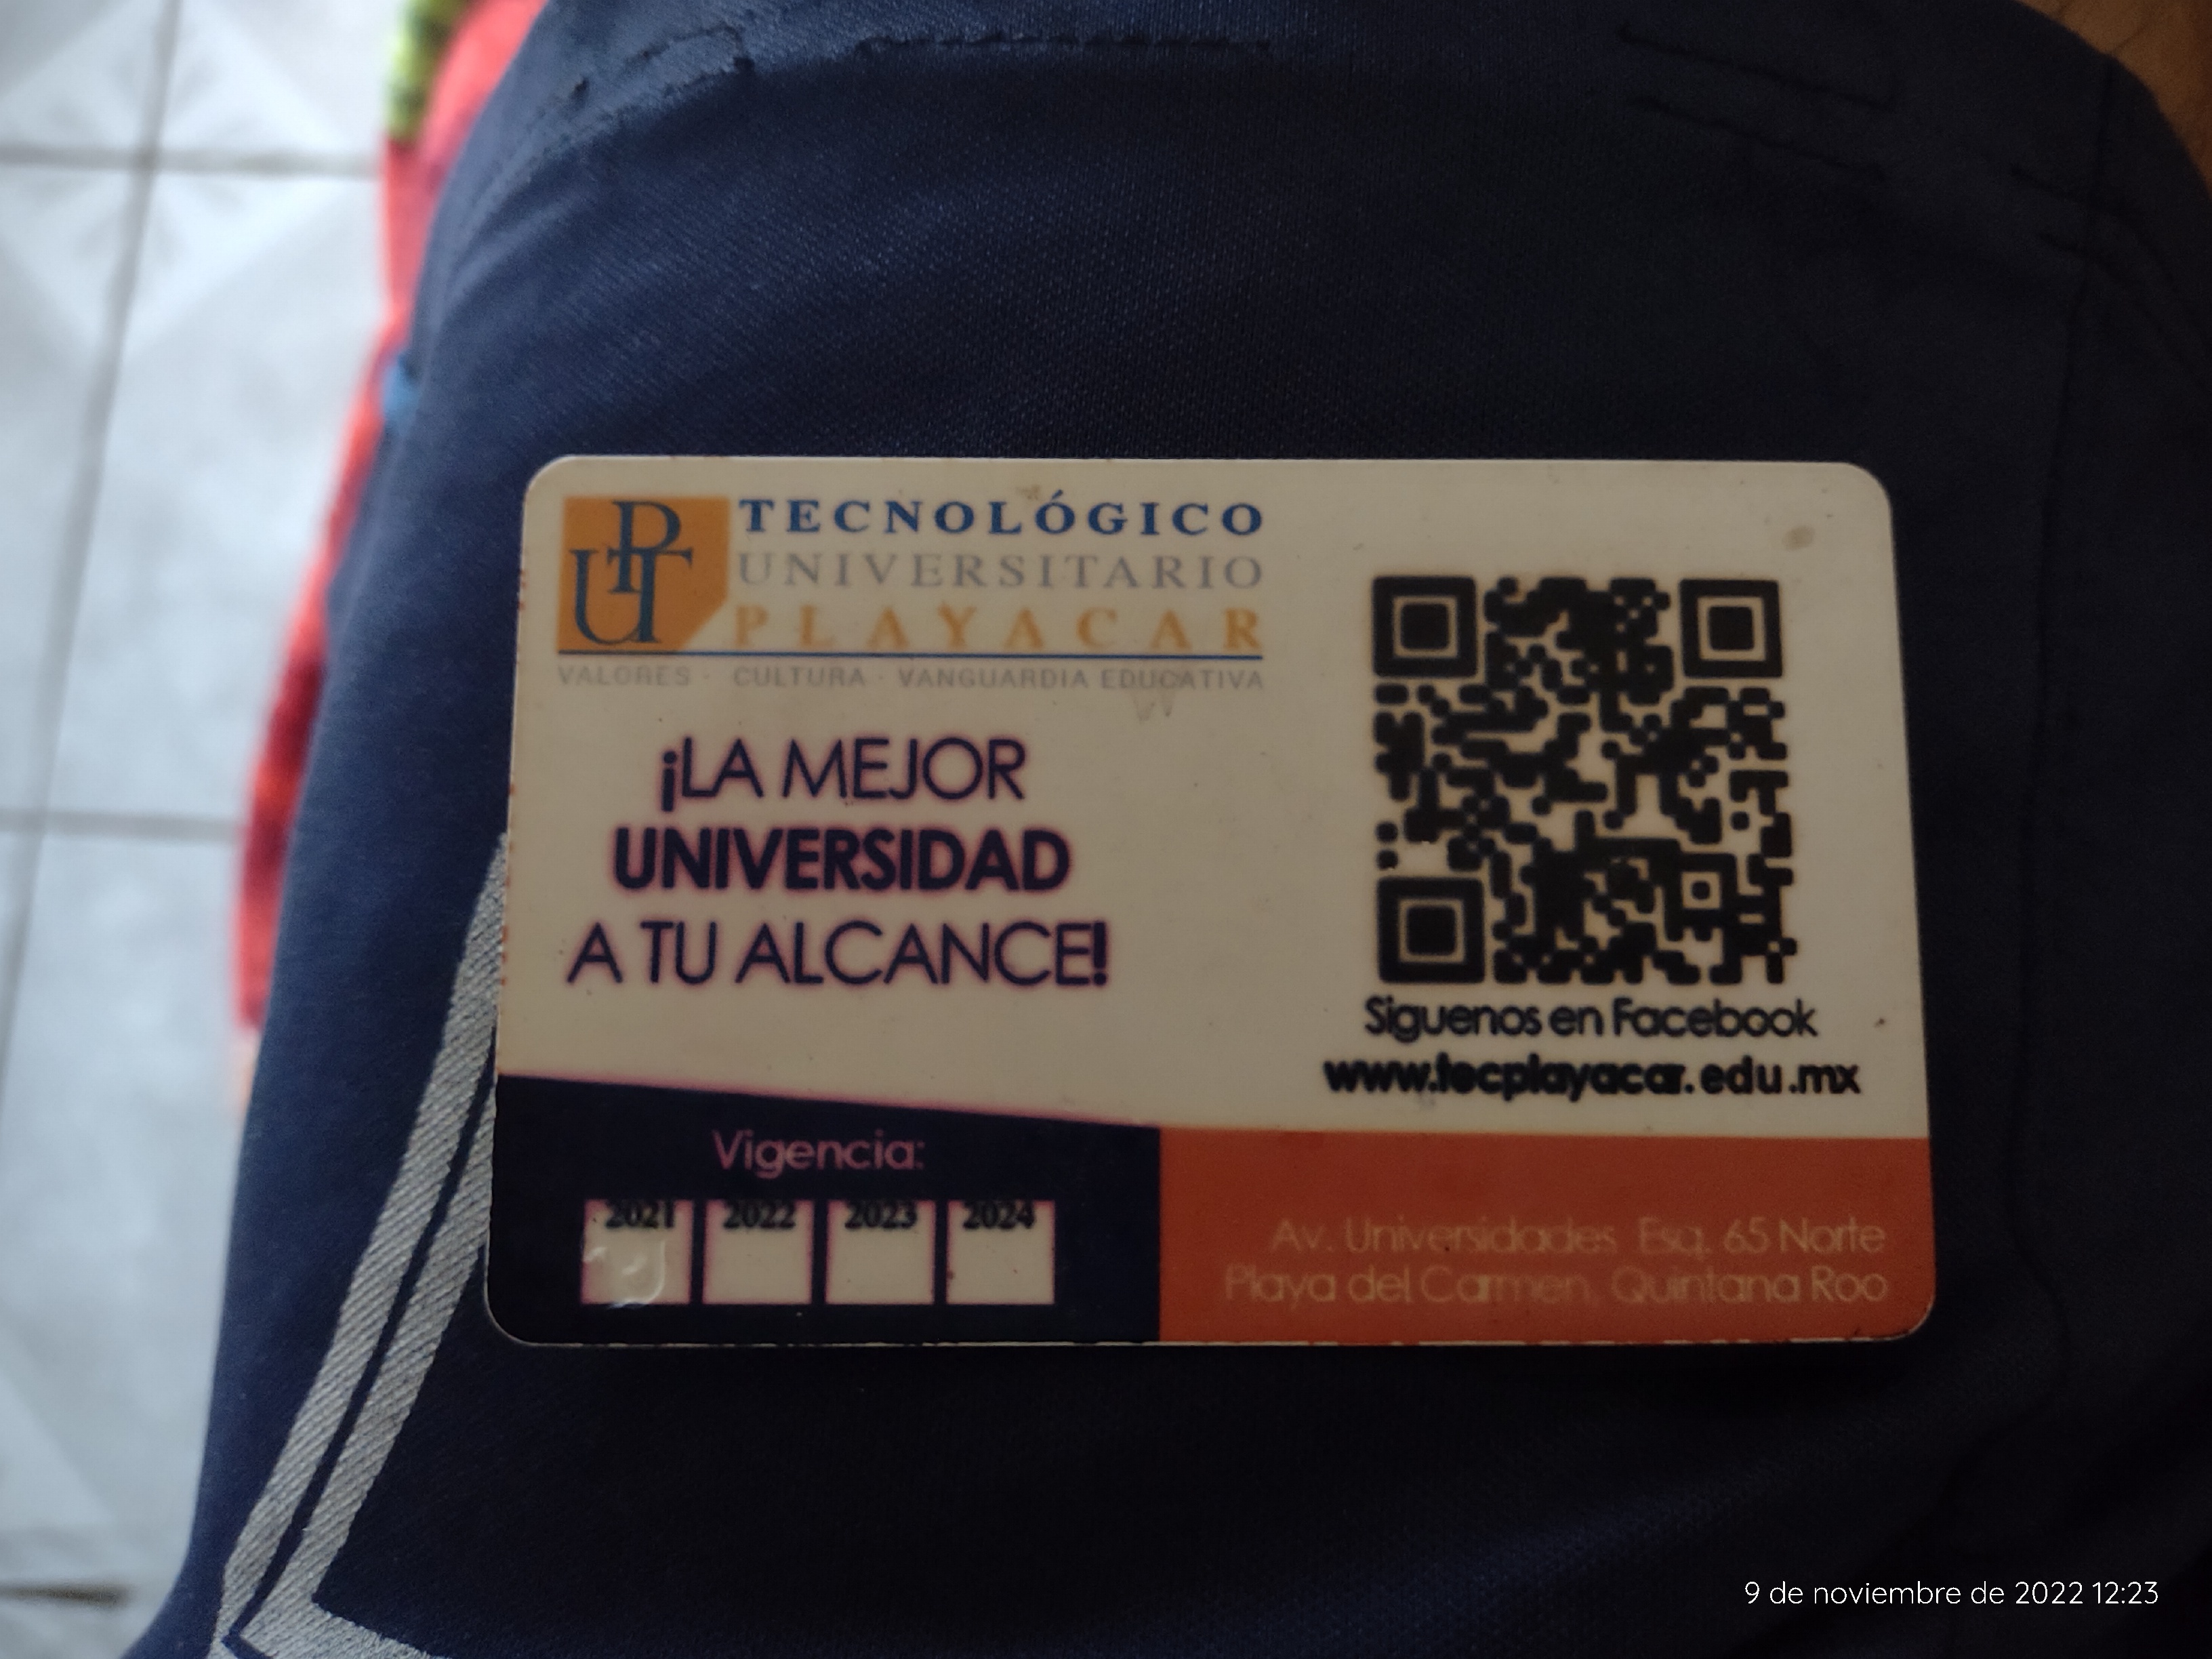 UPT
TECNOLÓGICO
UNIVERSITARIO
PLAYACAR
VALORES · CULTURA · VANGUARDIA EDUCATIVA
¡LA MEJOR
UNIVERSIDAD
A TU ALCANCE!
Siguenos en Facebook
www.tecplayacar.edu.mx
Vigencia:
2021 2022 2023 2024
Av. Universidades Esq. 65 Norte
Playa del Carmen, Quintana Roo
9 de noviembre de 2022 12:23